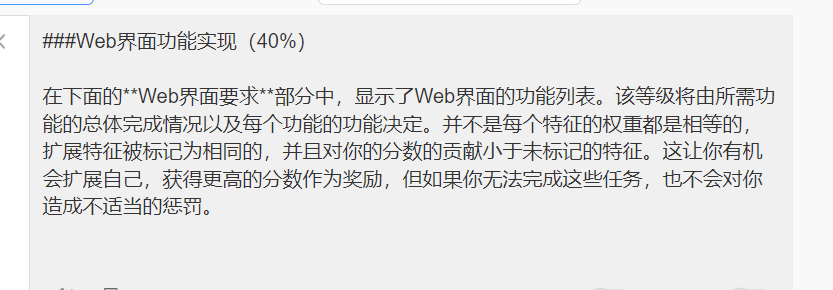 ###Web界面功能实现（40%）
在下面的**Web界面要求**部分中，显示了Web界面的功能列表。该等级将由所需功
能的总体完成情况以及每个功能的功能决定。并不是每个特征的权重都是相等的，
扩展特征被标记为相同的，并且对你的分数的贡献小于未标记的特征。这让你有机
会扩展自己，获得更高的分数作为奖励，但如果你无法完成这些任务，也不会对你
造成不适当的惩罚。